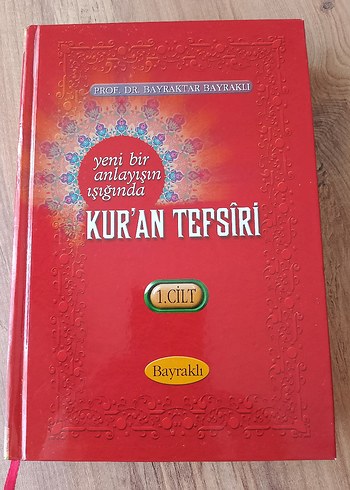 PROF. DR. BAYRAKTAR BAYRAKLI
yeni bir
anlayışın
ışığında
KUR'AN TEFSÎRİ
1.CİLT
Bayraklı